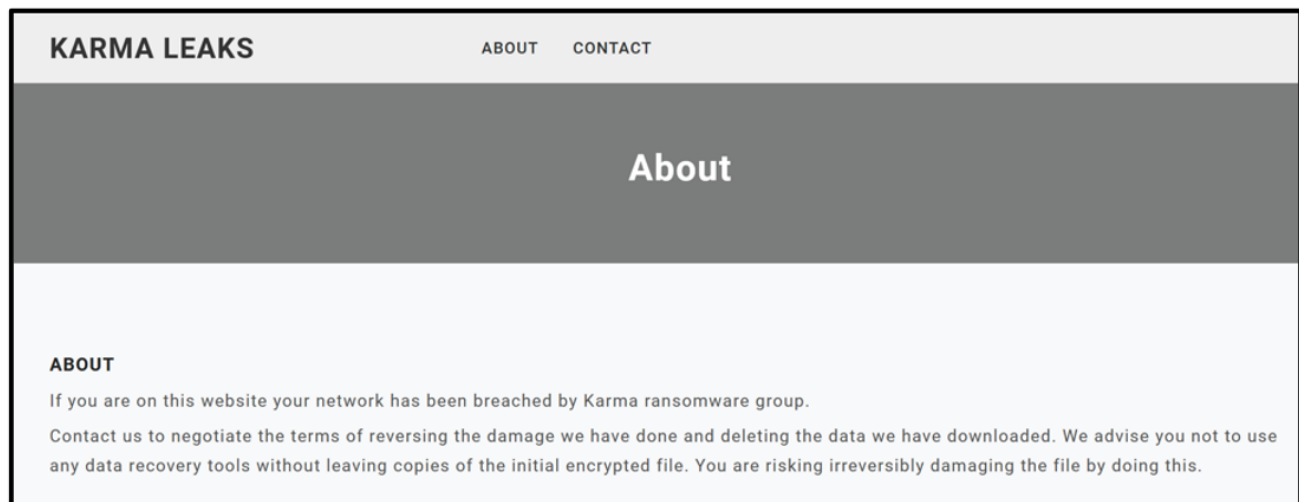 KARMA LEAKS
ABOUT CONTACT
About
ABOUT
If you are on this website your network has been breached by Karma ransomware group.
Contact us to negotiate the terms of reversing the damage we have done and deleting the data we have downloaded. We advise you not to use
any data recovery tools without leaving copies of the initial encrypted file. You are risking irreversibly damaging the file by doing this.